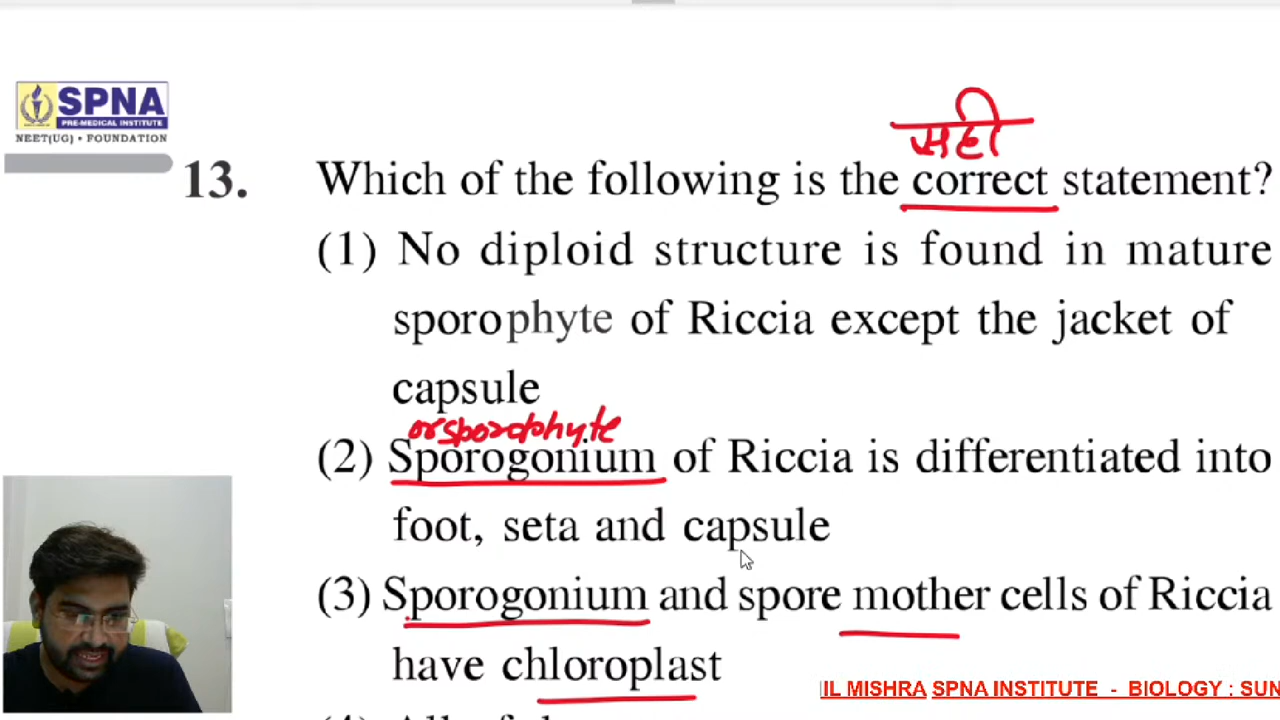 SPNA
PRE-MEDICAL INSTITUTE
NEET(UG) • FOUNDATION
सही
13. Which of the following is the correct statement?
(1) No diploid structure is found in mature
sporophyte of Riccia except the jacket of
capsule
or sporophyte
(2) Sporogonium of Riccia is differentiated into
foot, seta and capsule
(3) Sporogonium and spore mother cells of Riccia
have chloroplast
IL MISHRA SPNA INSTITUTE - BIOLOGY : SUN
(4) All of